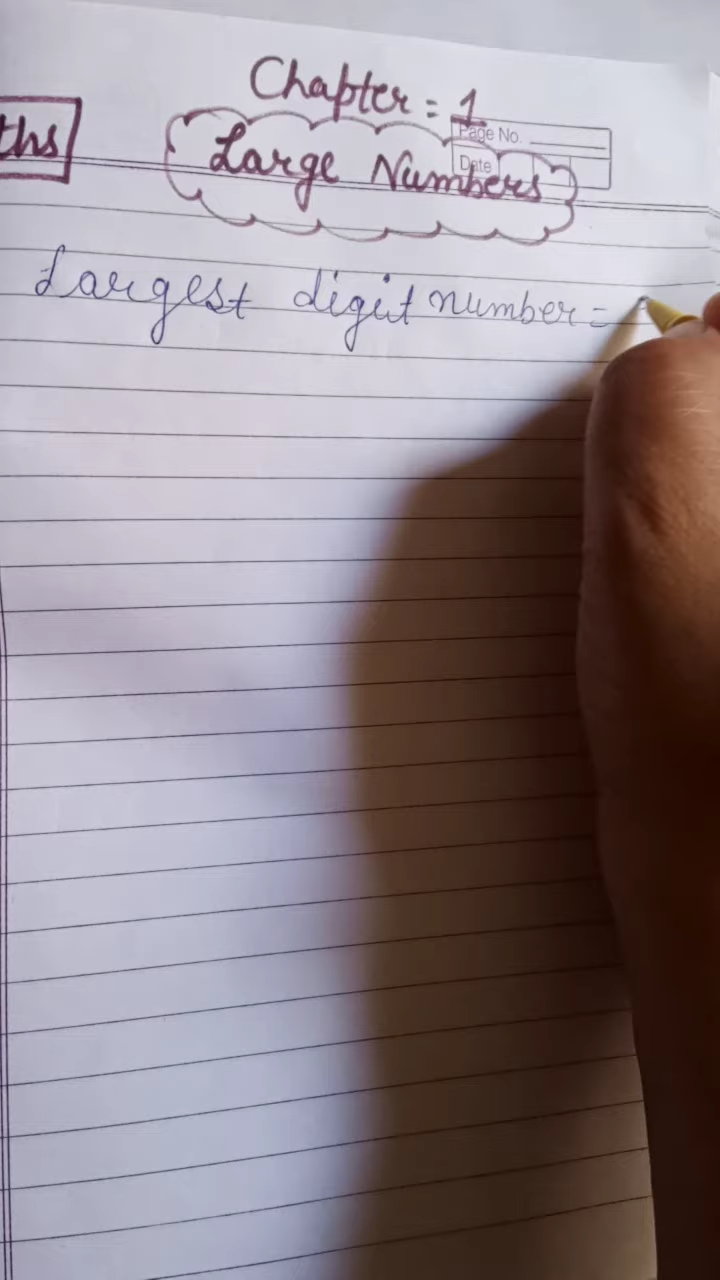 Chapter = 1
Page No.
ths
Large Numbers
Date
Largest digit number =